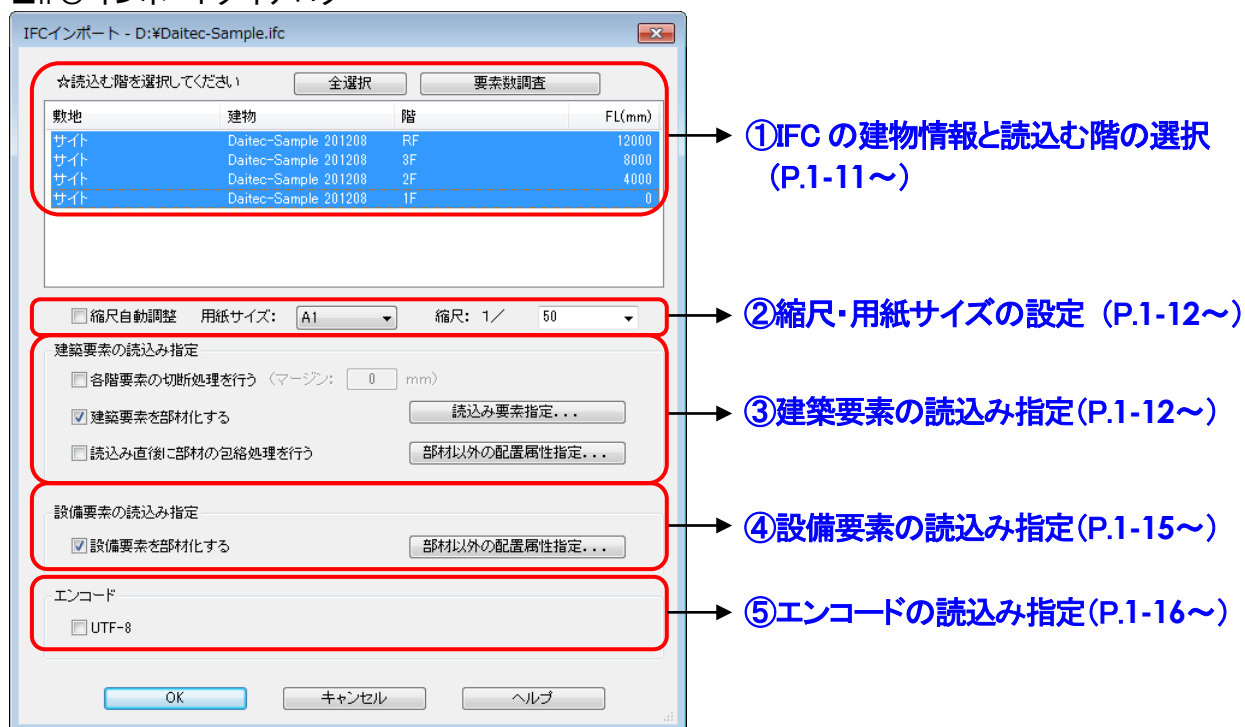 IFCインポート - D:¥Daitec-Sample.ifc
☆読込む階を選択してください 全選択 要素数調査
敷地 建物 階 FL(mm)
サイト Daitec-Sample 201208 RF 12000
サイト Daitec-Sample 201208 3F 8000
サイト Daitec-Sample 201208 2F 4000
サイト Daitec-Sample 201208 1F 0
①IFC の建物情報と読込む階の選択
(P.1-11～)
縮尺自動調整 用紙サイズ: A1 縮尺: 1／ 50
②縮尺・用紙サイズの設定 (P.1-12～)
建築要素の読込み指定
各階要素の切断処理を行う (マージン: 0 mm)
建築要素を部材化する 読込み要素指定...
読込み直後に部材の包絡処理を行う 部材以外の配置属性指定...
③建築要素の読込み指定(P.1-12～)
設備要素の読込み指定
設備要素を部材化する 部材以外の配置属性指定...
④設備要素の読込み指定(P.1-15～)
エンコード
UTF-8
⑤エンコードの読込み指定(P.1-16～)
OK キャンセル ヘルプ